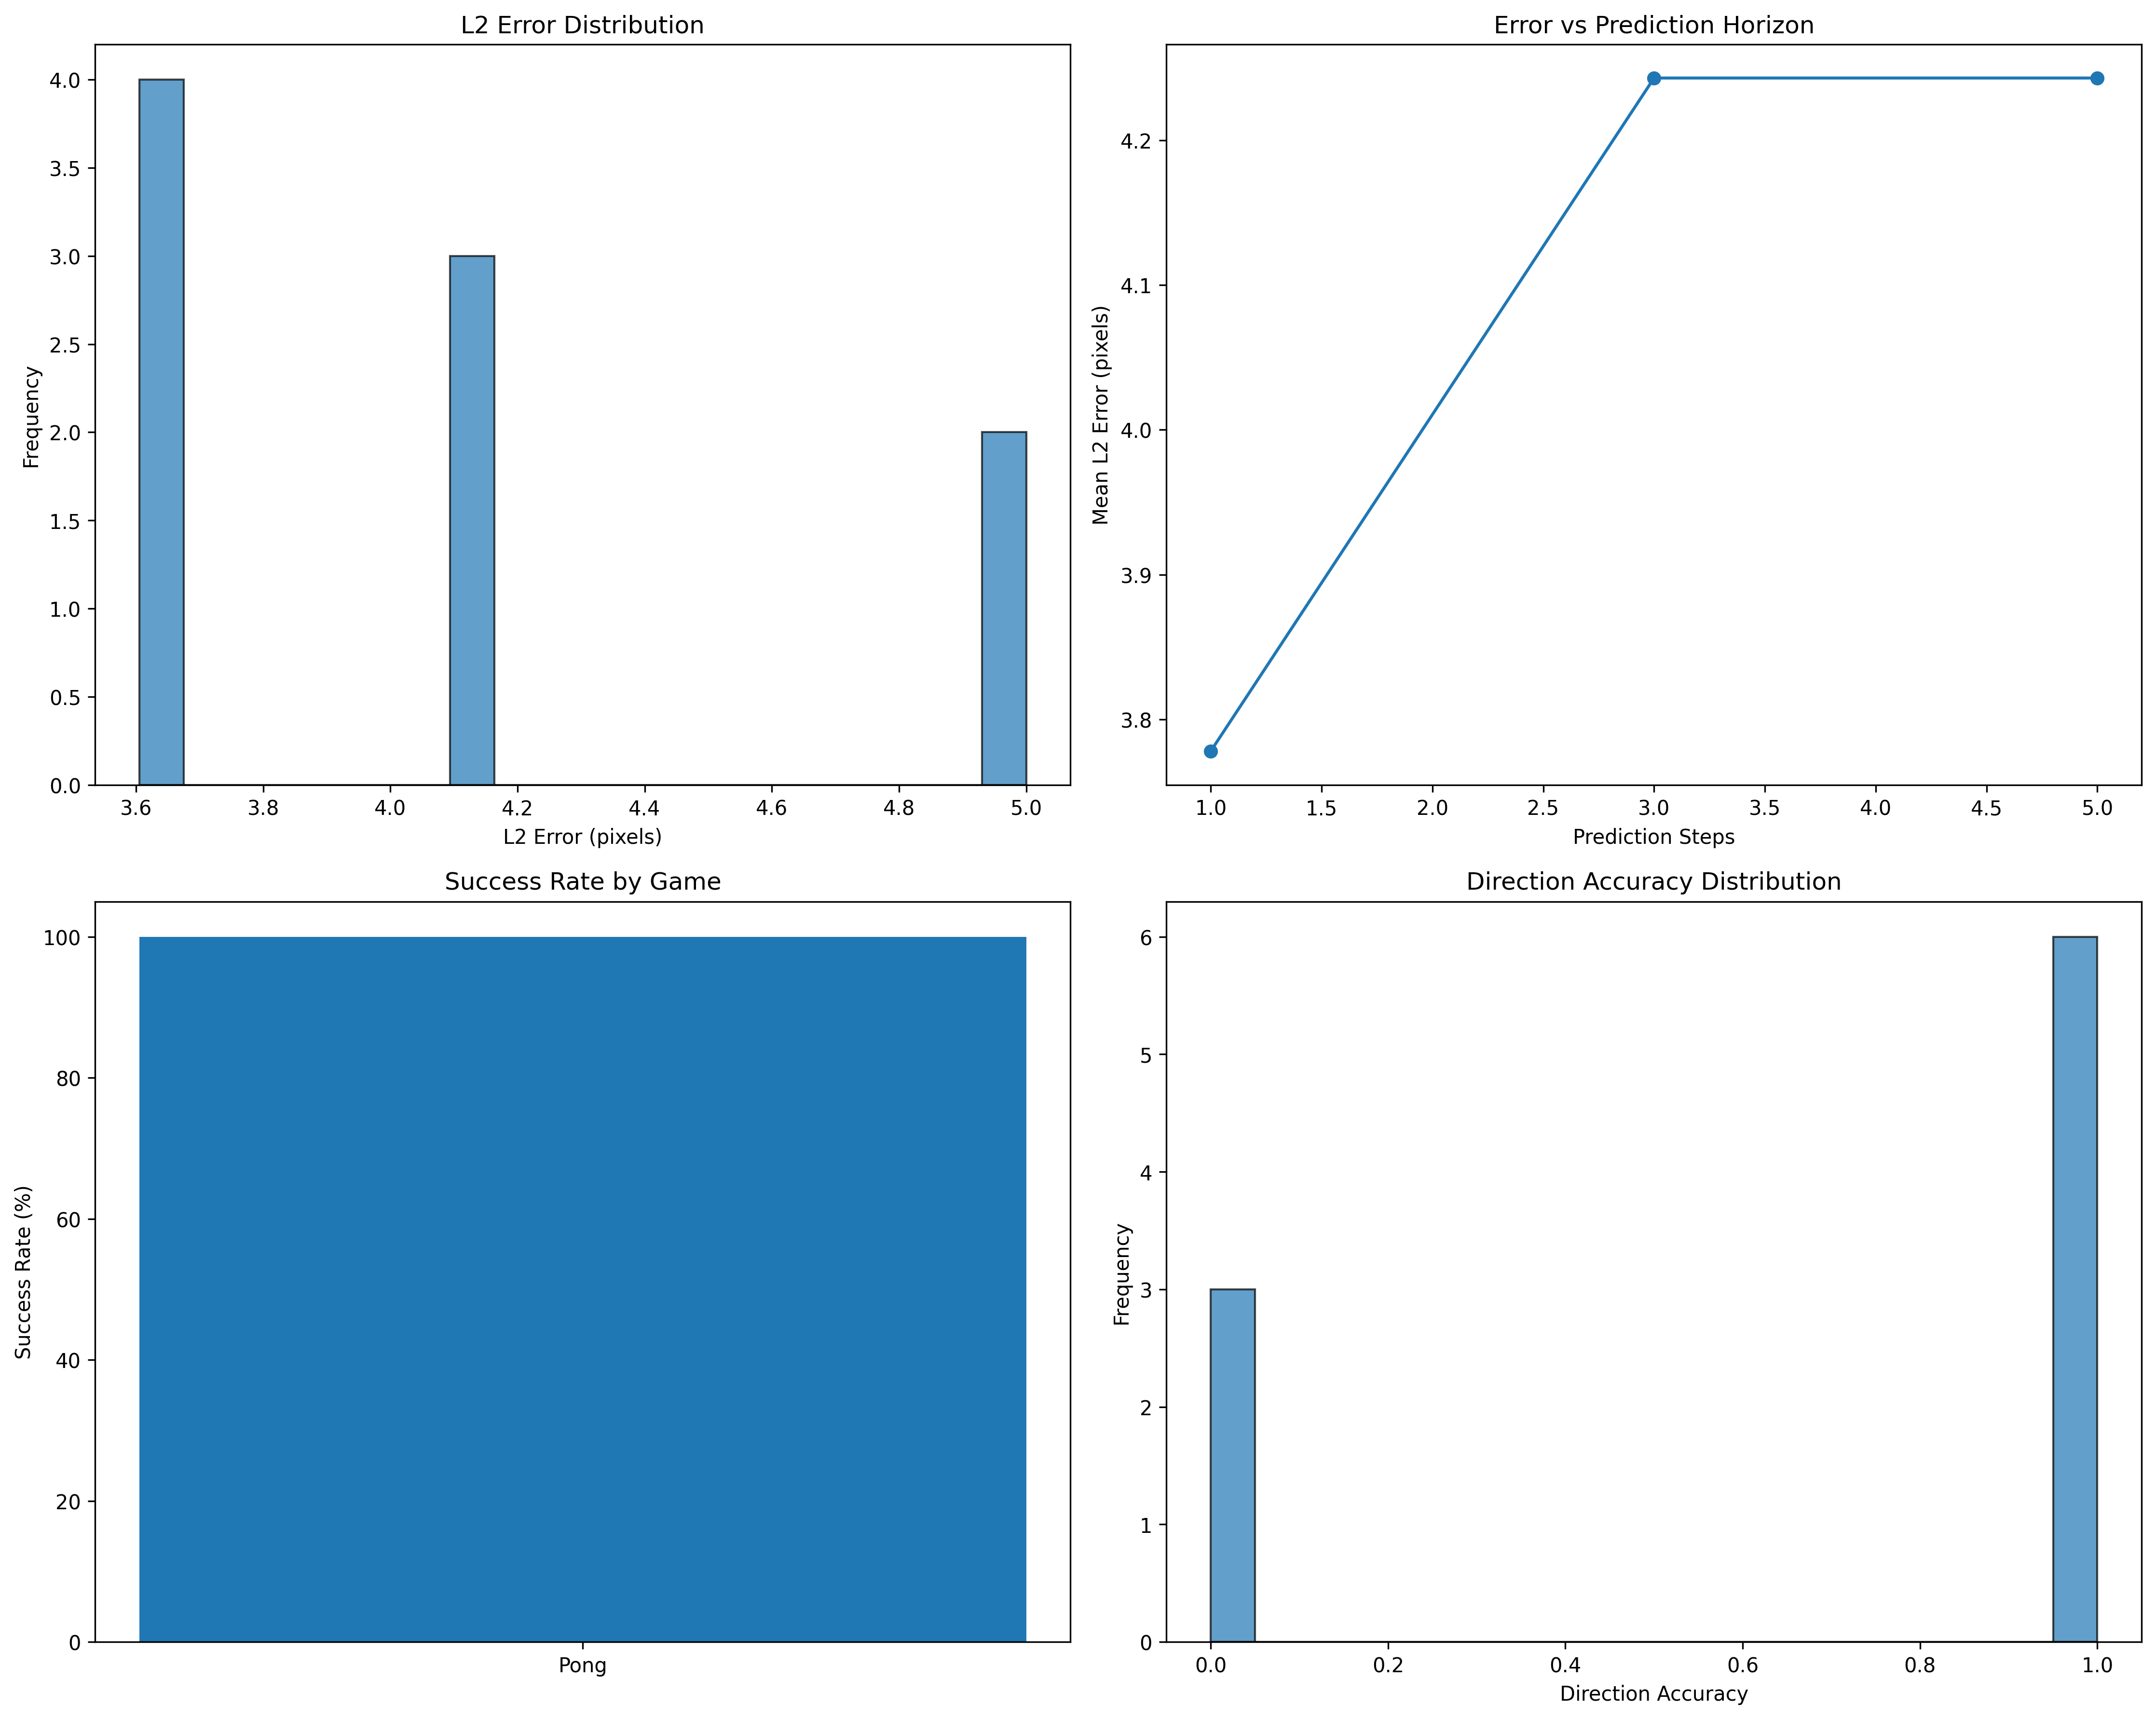 L2 Error Distribution
4.0
3.5
3.0
2.5
2.0
1.5
1.0
0.5
0.0
Frequency
3.6 3.8 4.0 4.2 4.4 4.6 4.8 5.0
L2 Error (pixels)
Error vs Prediction Horizon
4.2
4.1
4.0
3.9
3.8
Mean L2 Error (pixels)
1.0 1.5 2.0 2.5 3.0 3.5 4.0 4.5 5.0
Prediction Steps
Success Rate by Game
100
80
60
40
20
0
Success Rate (%)
Pong
Direction Accuracy Distribution
6
5
4
3
2
1
0
Frequency
0.0 0.2 0.4 0.6 0.8 1.0
Direction Accuracy